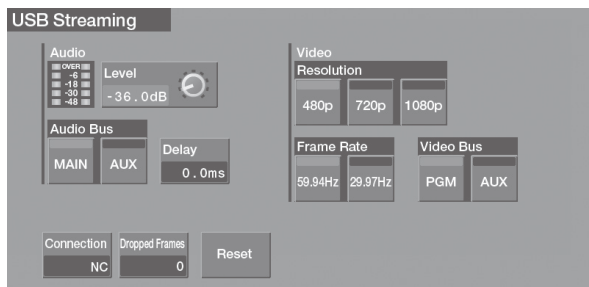 USB Streaming
Audio
OVER
-6
-18
-30
-48
Level
-36.0dB
Audio Bus
MAIN AUX
Delay
0.0ms
Video
Resolution
480p 720p 1080p
Frame Rate
59.94Hz 29.97Hz
Video Bus
PGM AUX
Connection
NC
Dropped Frames
0
Reset